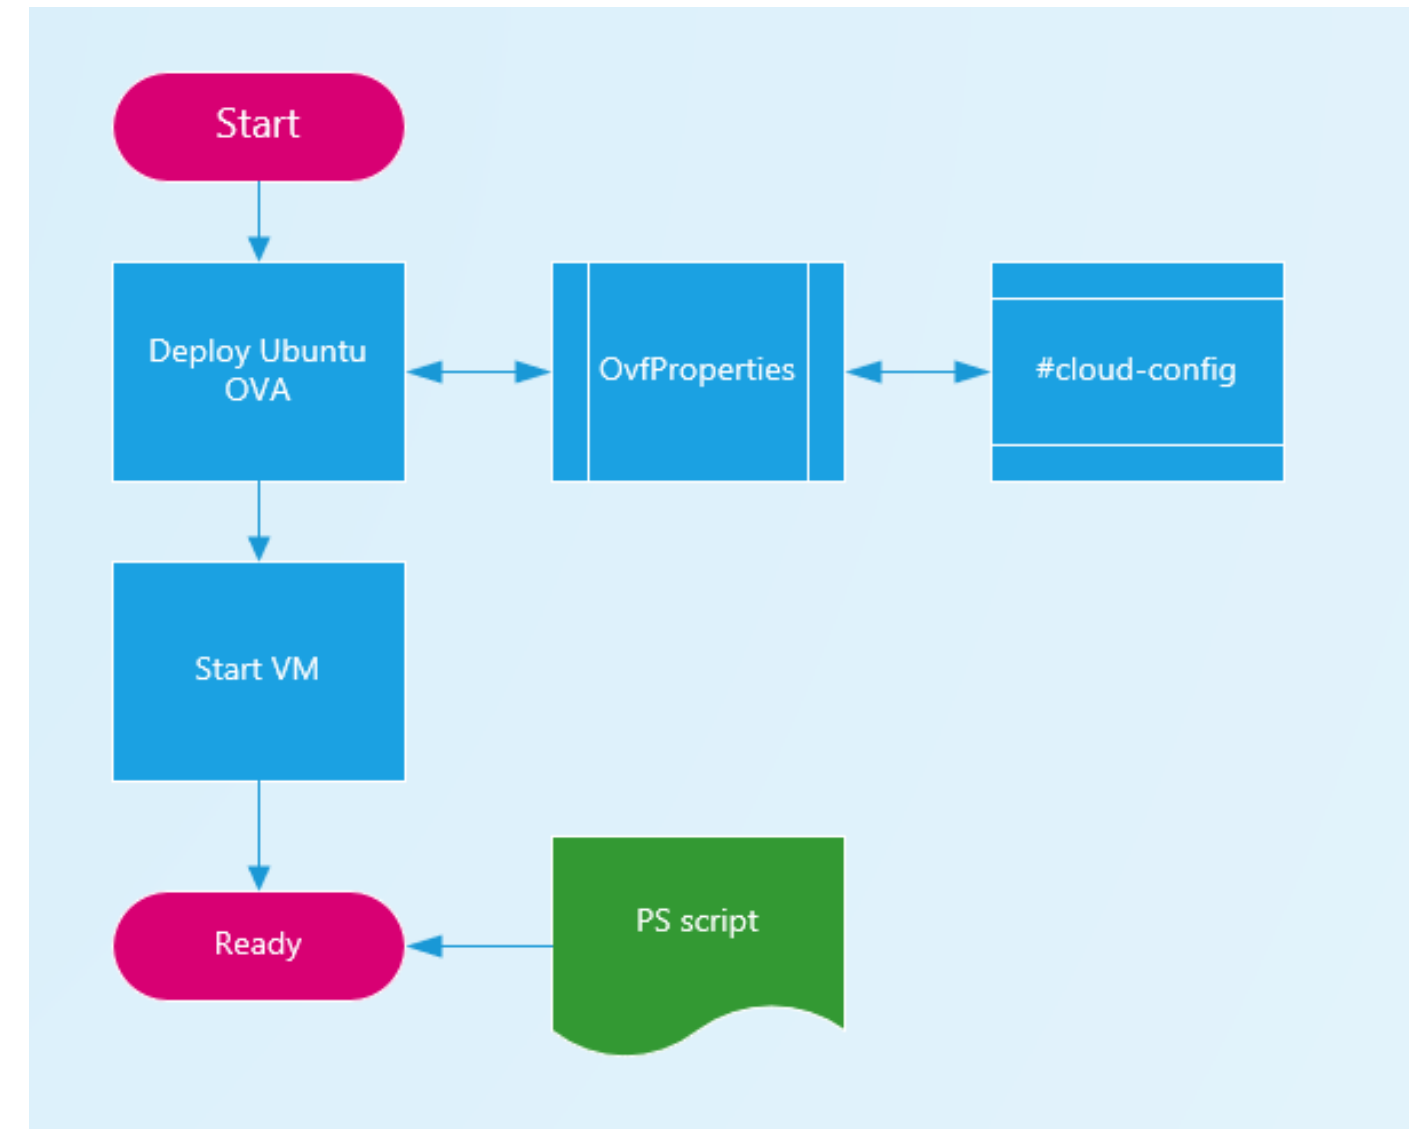 Start
Deploy Ubuntu
OVA
OvfProperties
#cloud-config
Start VM
PS script
Ready